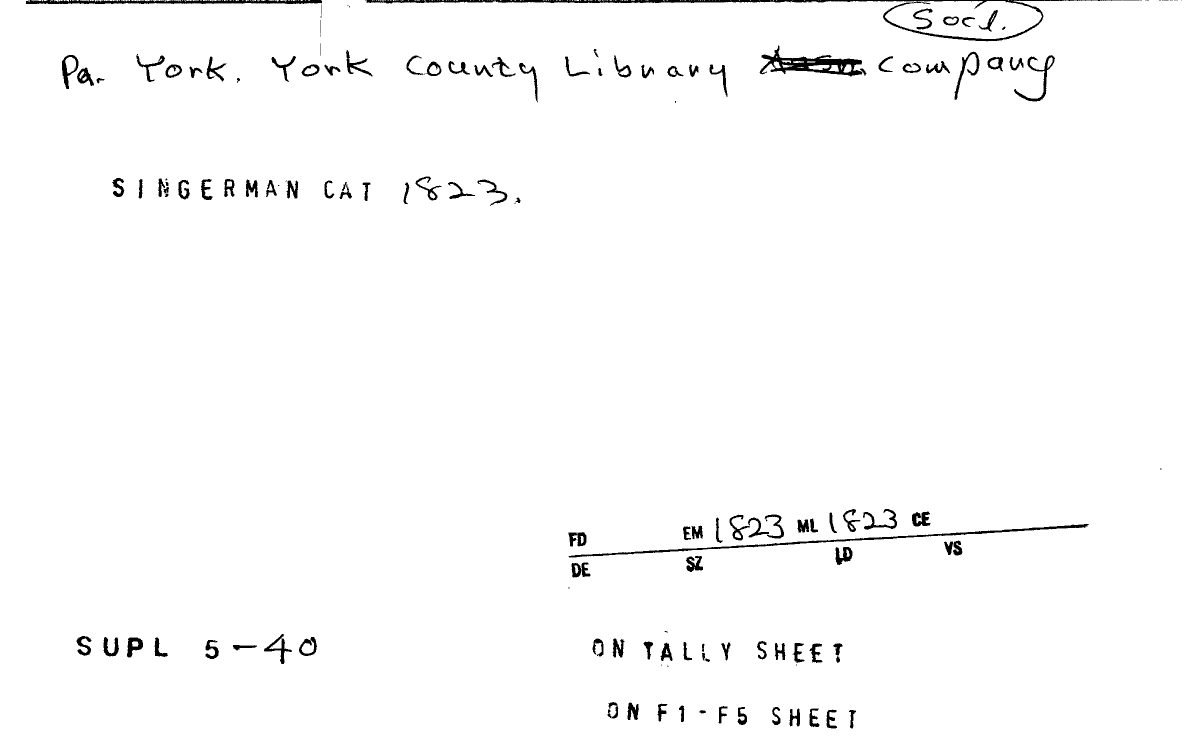 Socl.
Pa. York. York County Library Assn. Company
SINGERMAN CAT 1823.
FD EM 1823 ML 1823 CE
DE SZ LD VS
SUPL 5-40 ON TALLY SHEET
ON F1-F5 SHEET